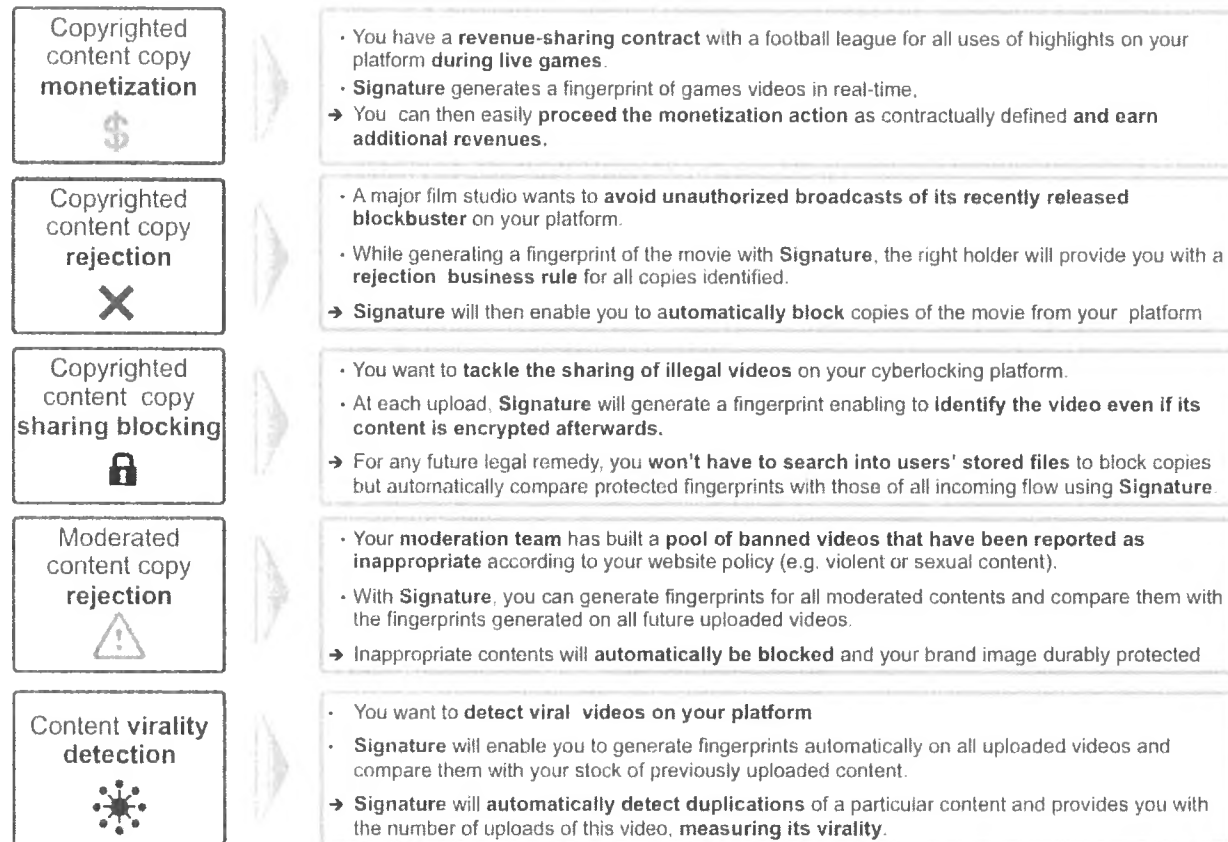 Copyrighted
content copy
monetization
$
· You have a revenue-sharing contract with a football league for all uses of highlights on your
platform during live games.
· Signature generates a fingerprint of games videos in real-time,
→ You can then easily proceed the monetization action as contractually defined and earn
additional revenues.
Copyrighted
content copy
rejection
· A major film studio wants to avoid unauthorized broadcasts of its recently released
blockbuster on your platform.
· While generating a fingerprint of the movie with Signature, the right holder will provide you with a
rejection business rule for all copies identified.
→ Signature will then enable you to automatically block copies of the movie from your platform
Copyrighted
content copy
sharing blocking
· You want to tackle the sharing of illegal videos on your cyberlocking platform.
· At each upload, Signature will generate a fingerprint enabling to identify the video even if its
content is encrypted afterwards.
→ For any future legal remedy, you won't have to search into users' stored files to block copies
but automatically compare protected fingerprints with those of all incoming flow using Signature
Moderated
content copy
rejection
· Your moderation team has built a pool of banned videos that have been reported as
inappropriate according to your website policy (e.g. violent or sexual content).
· With Signature, you can generate fingerprints for all moderated contents and compare them with
the fingerprints generated on all future uploaded videos.
→ Inappropriate contents will automatically be blocked and your brand image durably protected
Content virality
detection
· You want to detect viral videos on your platform
· Signature will enable you to generate fingerprints automatically on all uploaded videos and
compare them with your stock of previously uploaded content.
→ Signature will automatically detect duplications of a particular content and provides you with
the number of uploads of this video, measuring its virality.